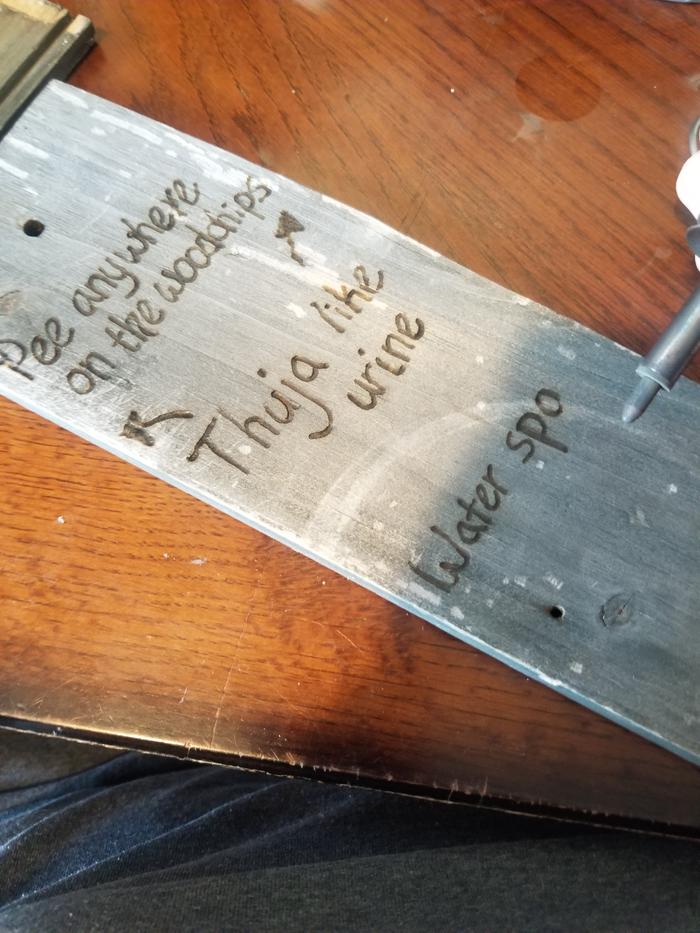 Pee anywhere
on the woodchips
Thuja like
urine
Water spo